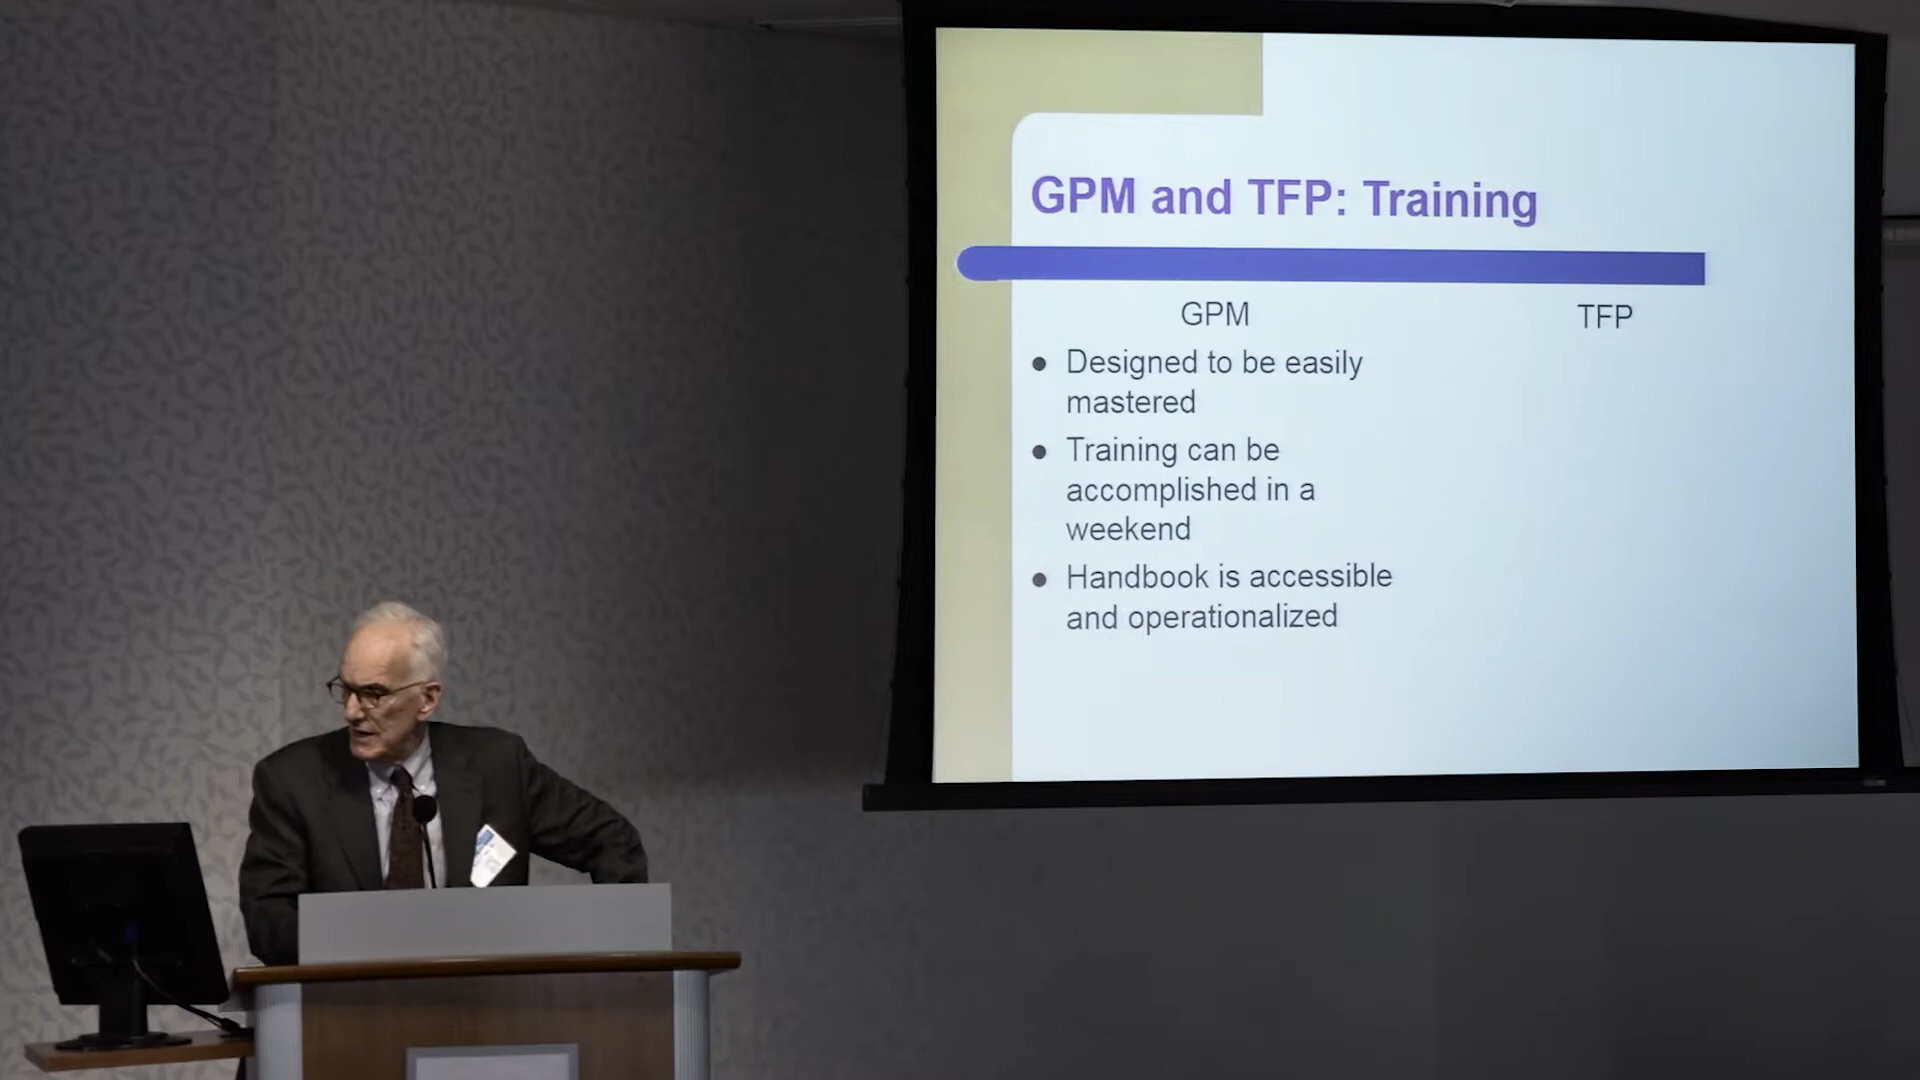 GPM and TFP: Training
GPM
TFP
Designed to be easily
mastered
Training can be
accomplished in a
weekend
Handbook is accessible
and operationalized